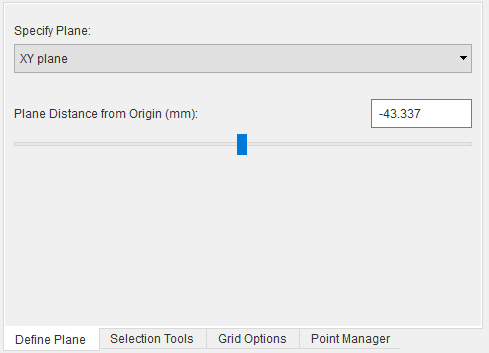 Specify Plane:
XY plane
Plane Distance from Origin (mm):
-43.337
Define Plane
Selection Tools
Grid Options
Point Manager